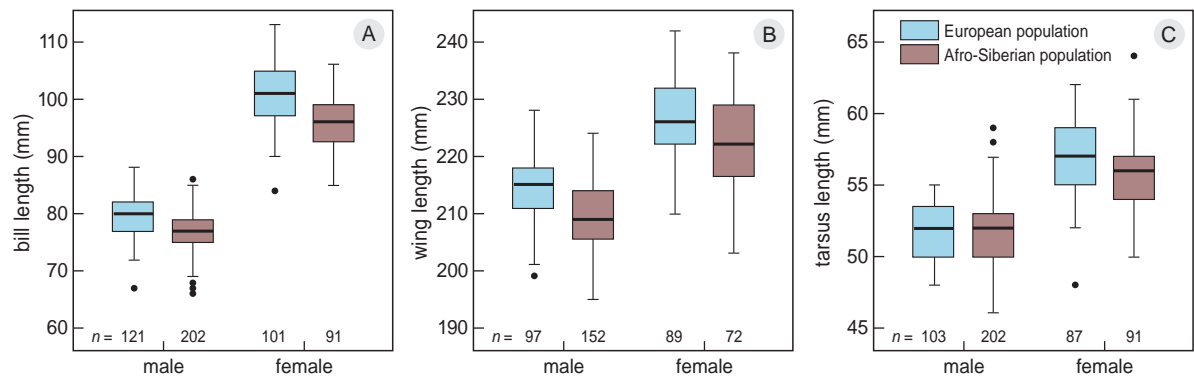 A
bill length (mm)
110
100
90
80
70
60
n = 121 202 101 91
male female
B
wing length (mm)
240
230
220
210
200
190
n = 97 152 89 72
male female
C
European population
Afro-Siberian population
tarsus length (mm)
65
60
55
50
45
n = 103 202 87 91
male female